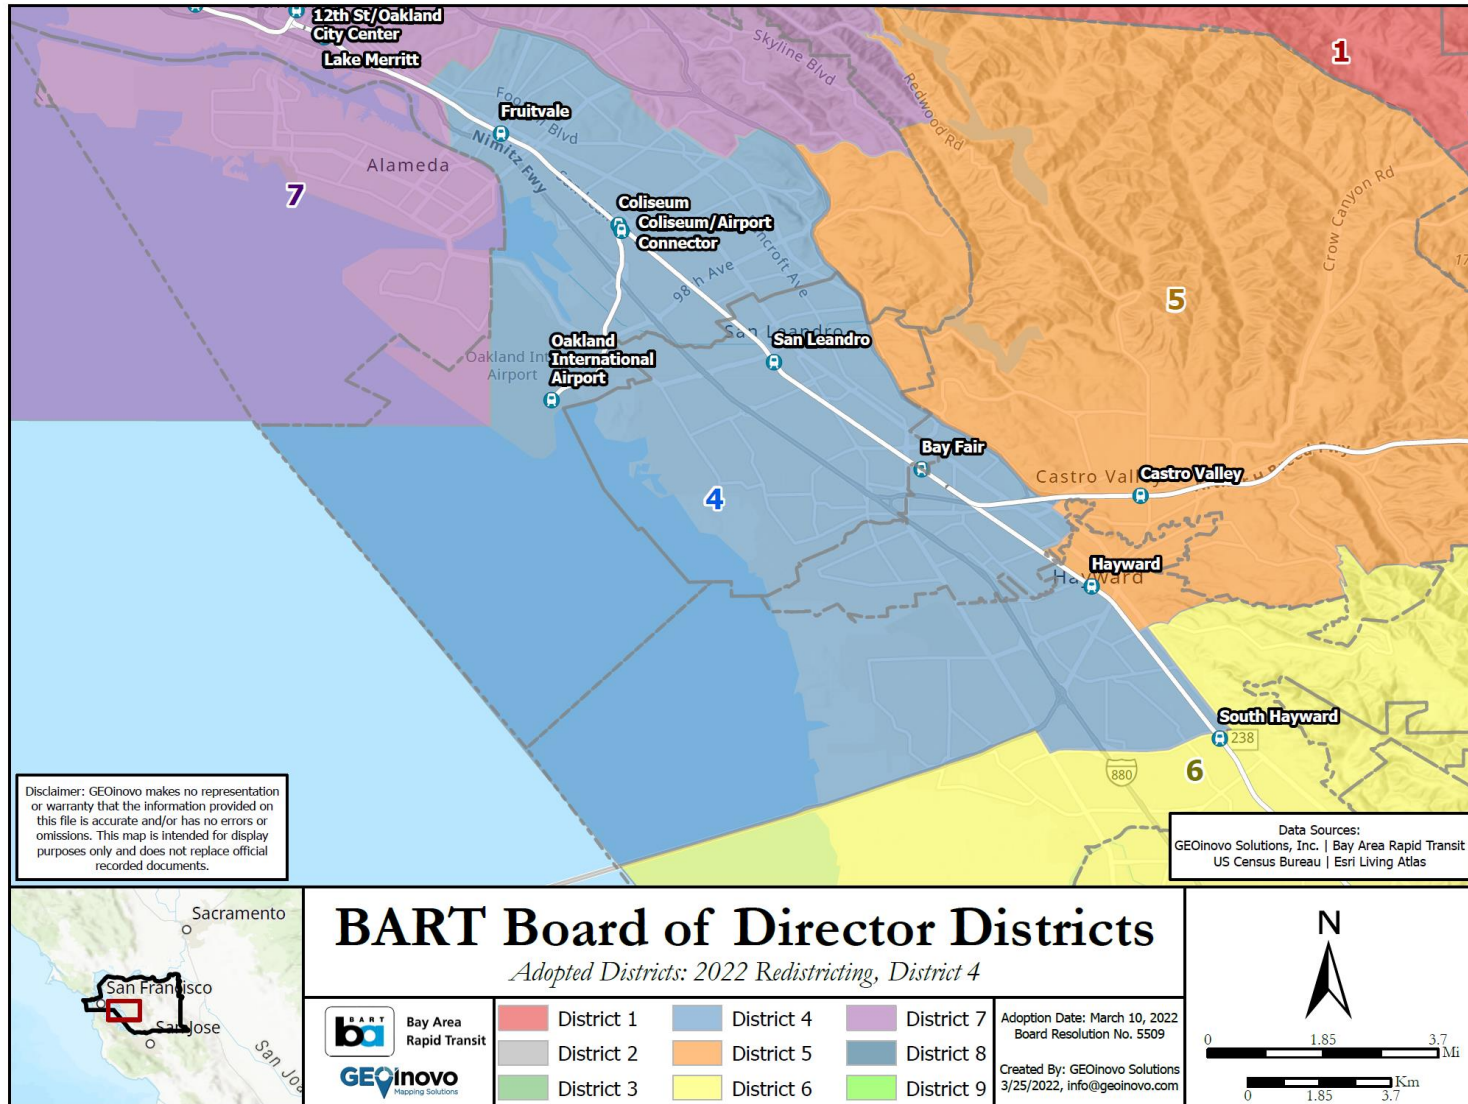 12th St/Oakland
City Center
Lake Merritt
Skyline Blvd
1
Redwood Rd
Fruitvale
Nimitz Fwy
Alameda
7
Coliseum
Coliseum/Airport
Connector
98 h Ave
ncroft Ave
Crow Canyon Rd
5
San Leandro
San Leandro
Oakland
International
Airport
Oakland Int
Airport
Bay Fair
Castro Valley
Castro Valley
4
Hayward
Hayward
South Hayward
238
880
6
Disclaimer: GEOinovo makes no representation
or warranty that the information provided on
this file is accurate and/or has no errors or
omissions. This map is intended for display
purposes only and does not replace official
recorded documents.
Data Sources:
GEOinovo Solutions, Inc. | Bay Area Rapid Transit
US Census Bureau | Esri Living Atlas
Sacramento
San Francisco
San Jose
San Joa
BART Board of Director Districts
Adopted Districts: 2022 Redistricting, District 4
BART
ba
Bay Area
Rapid Transit
GEOinovo
Mapping Solutions
District 1
District 2
District 3
District 4
District 5
District 6
District 7
District 8
District 9
Adoption Date: March 10, 2022
Board Resolution No. 5509
Created By: GEOinovo Solutions
3/25/2022, info@geoinovo.com
N
0 1.85 3.7
Mi
Km
0 1.85 3.7